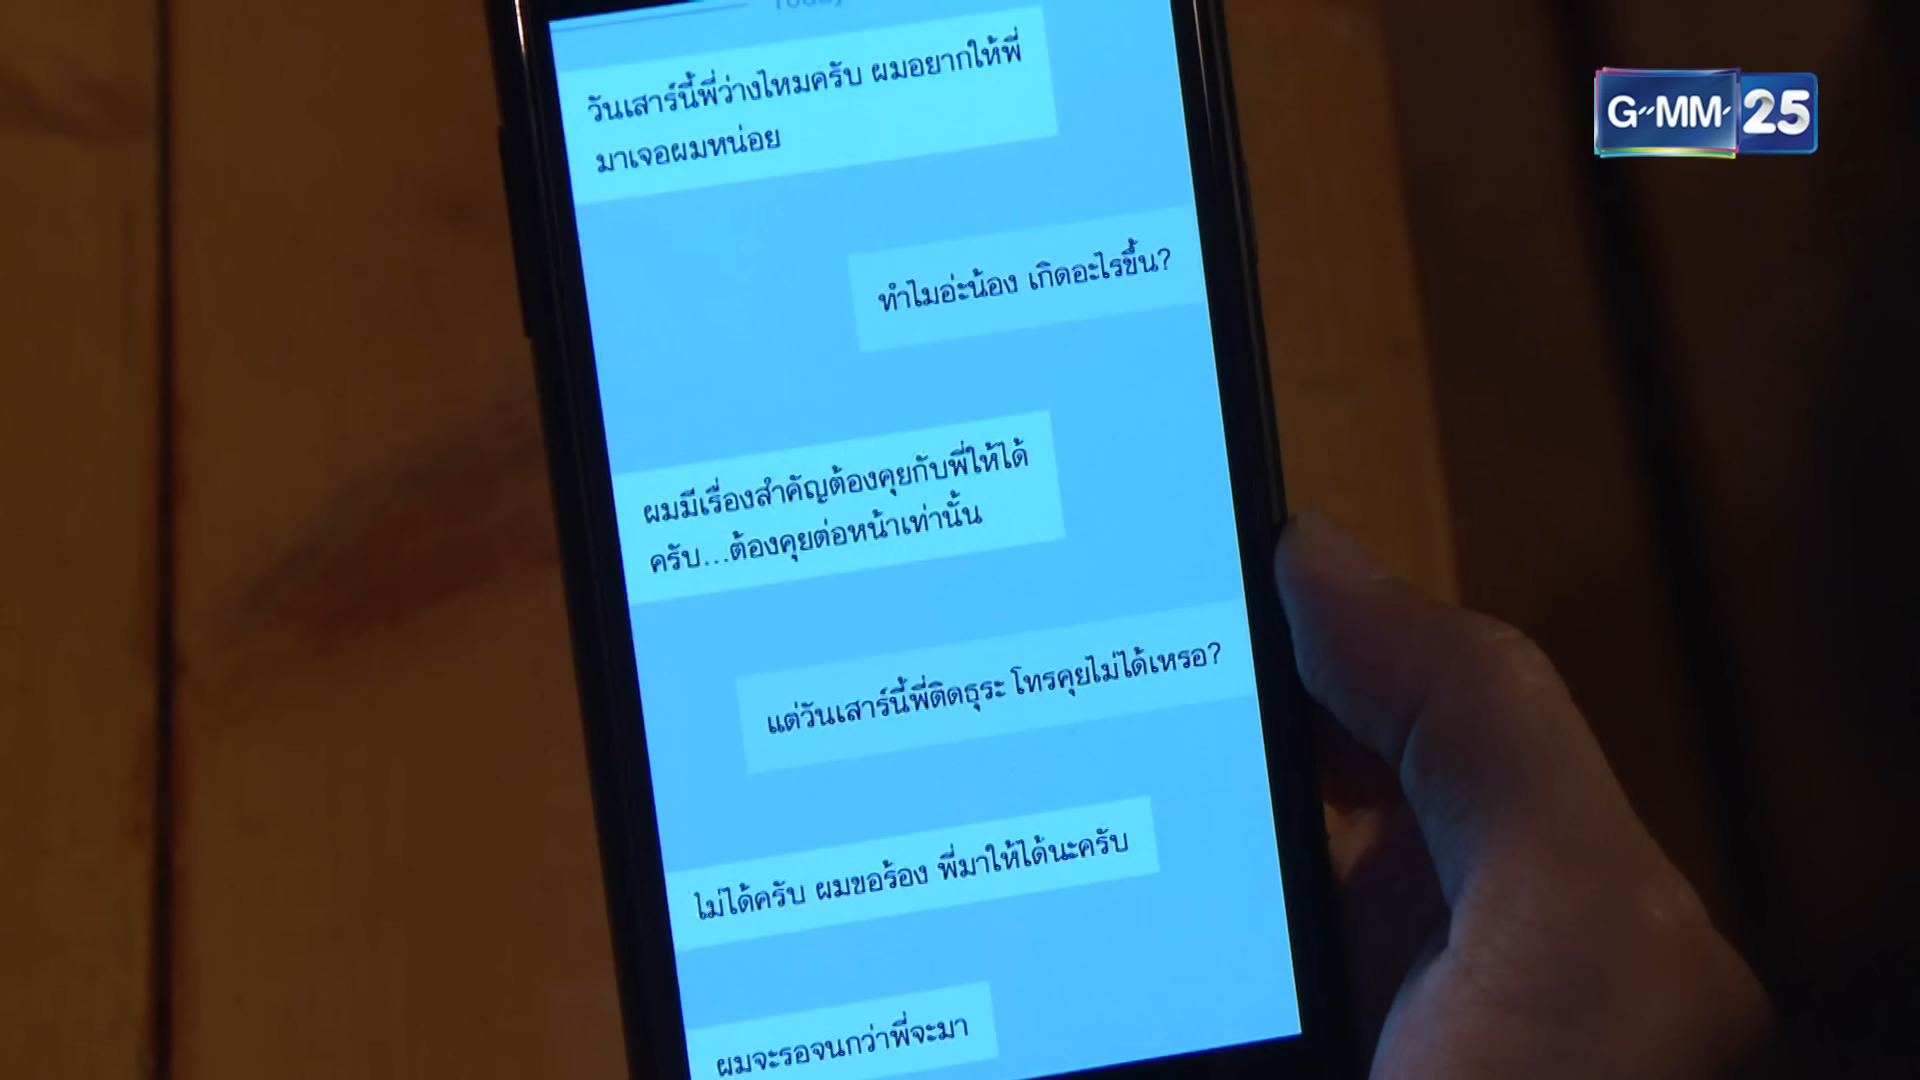 Today
วันเสาร์นี้พี่ว่างไหมครับ ผมอยากให้พี่
มาเจอผมหน่อย
ทำไมอ่ะน้อง เกิดอะไรขึ้น?
ผมมีเรื่องสำคัญต้องคุยกับพี่ให้ได้
ครับ...ต้องคุยต่อหน้าเท่านั้น
แต่วันเสาร์นี้พี่ติดธุระ โทรคุยไม่ได้เหรอ?
ไม่ได้ครับ ผมขอร้อง พี่มาให้ได้นะครับ
ผมจะรอจนกว่าพี่จะมา
GMM 25